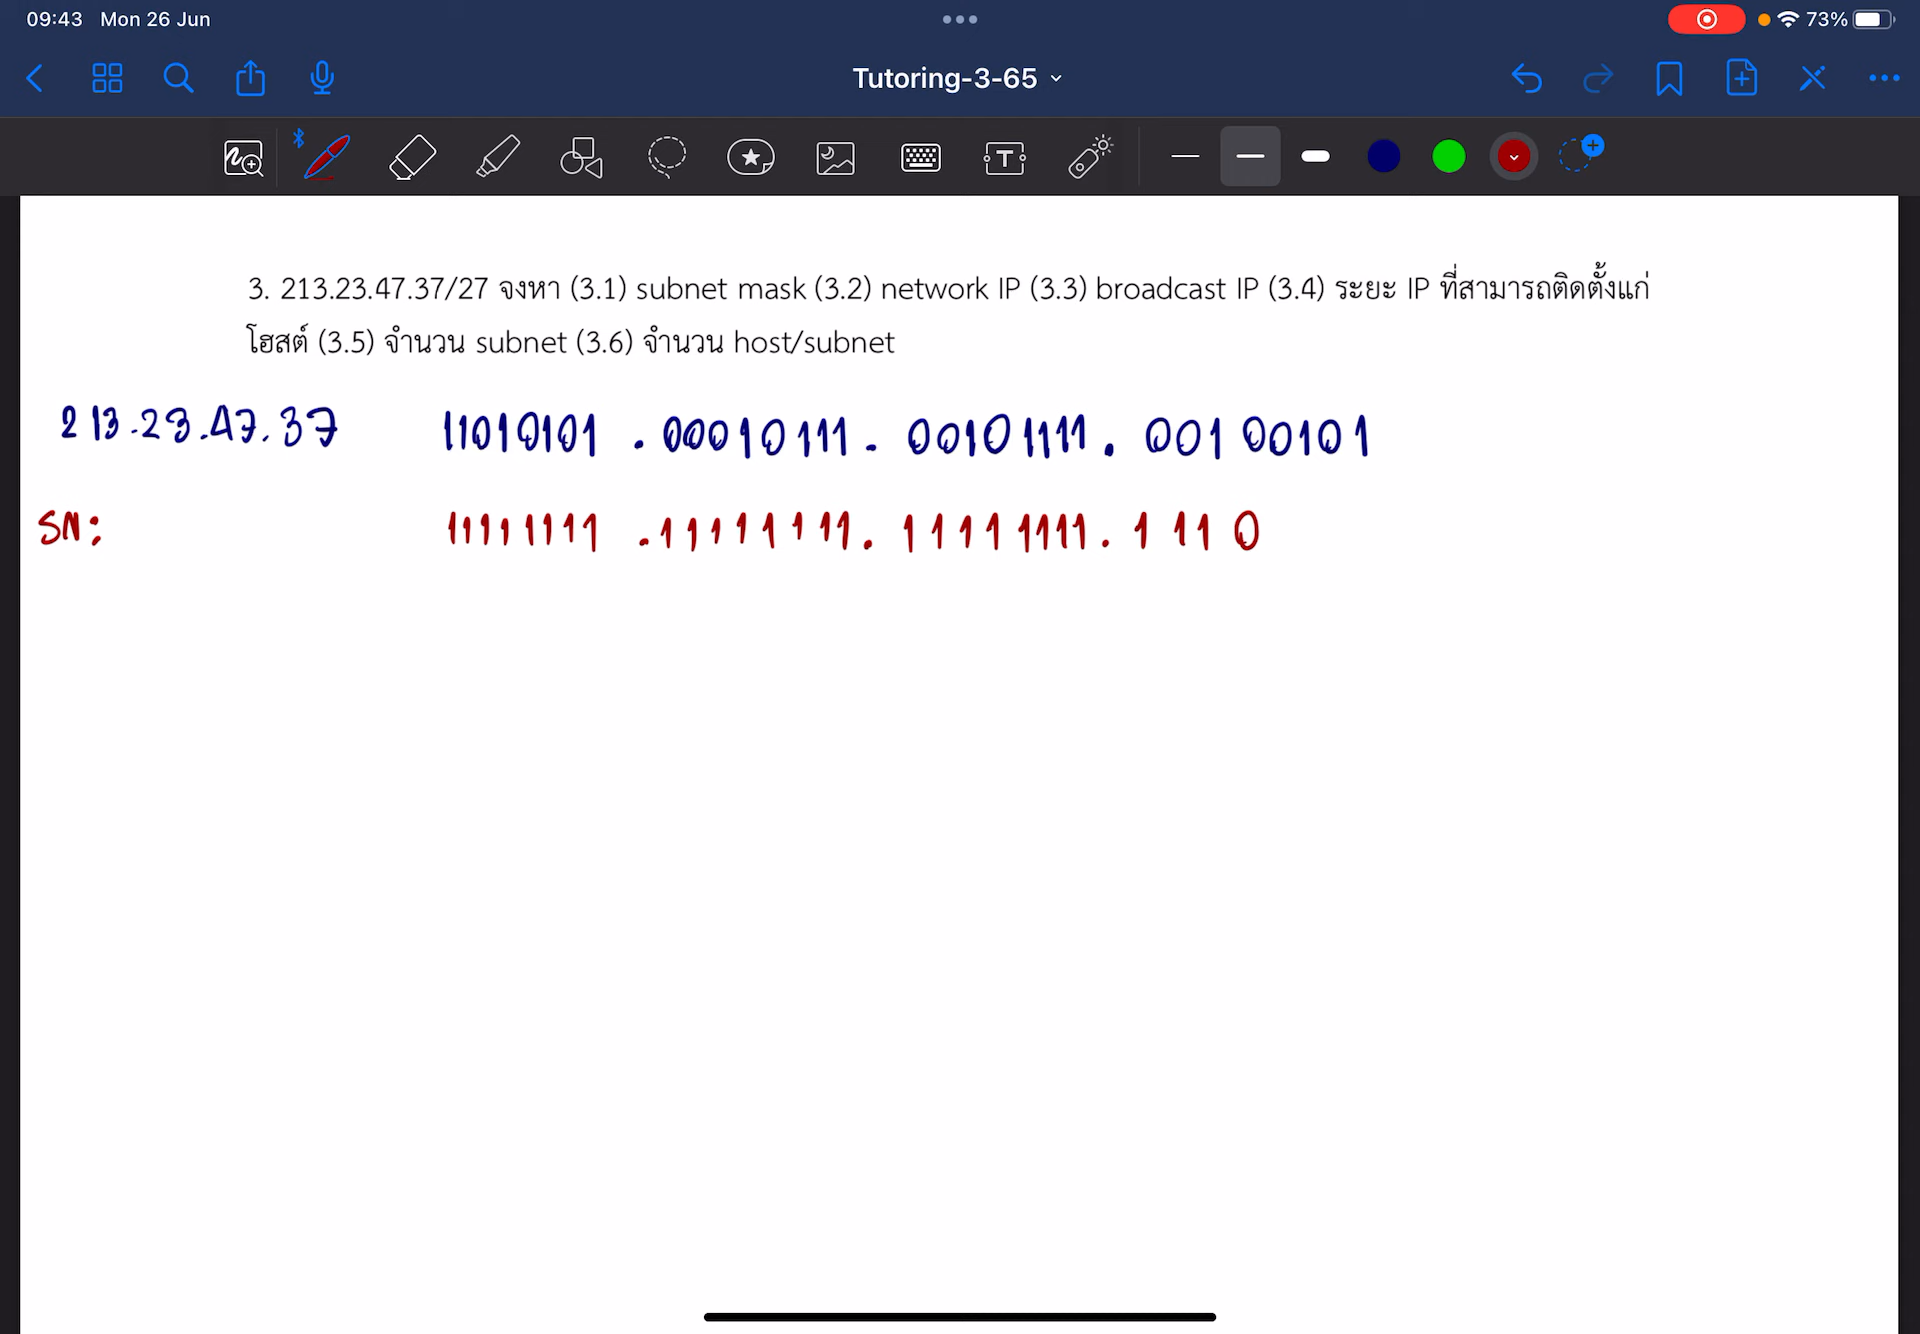 09:43 Mon 26 Jun
73%
Tutoring-3-65
3. 213.23.47.37/27 จงหา (3.1) subnet mask (3.2) network IP (3.3) broadcast IP (3.4) ระยะ IP ที่สามารถติดตั้งแก่
โฮสต์ (3.5) จำนวน subnet (3.6) จำนวน host/subnet
213.23.47.37 11010101 . 00010111 . 00101111 . 00100101
SN: 11111111 . 11111111 . 11111111 . 1110